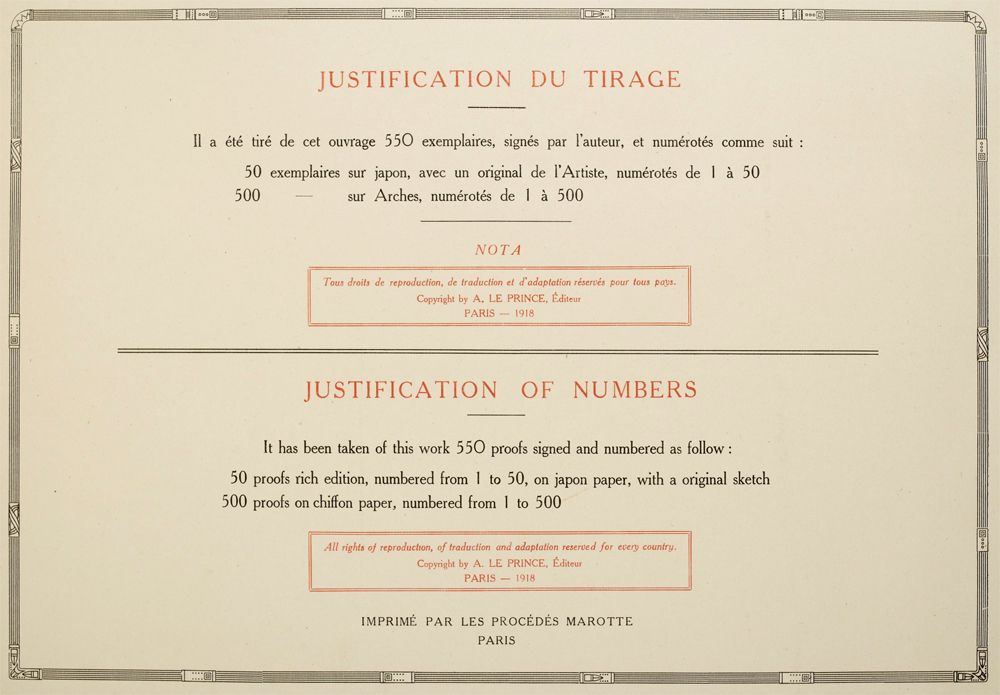 JUSTIFICATION DU TIRAGE
Il a été tiré de cet ouvrage 550 exemplaires, signés par l'auteur, et numérotés comme suit :
50 exemplaires sur japon, avec un original de l'Artiste, numérotés de 1 à 50
500 — sur Arches, numérotés de 1 à 500
NOTA
Tous droits de reproduction, de traduction et d'adaptation réservés pour tous pays.
Copyright by A. LE PRINCE, Éditeur
PARIS — 1918
JUSTIFICATION OF NUMBERS
It has been taken of this work 550 proofs signed and numbered as follow :
50 proofs rich edition, numbered from 1 to 50, on japon paper, with a original sketch
500 proofs on chiffon paper, numbered from 1 to 500
All rights of reproduction, of traduction and adaptation reserved for every country.
Copyright by A. LE PRINCE, Éditeur
PARIS — 1918
IMPRIMÉ PAR LES PROCÉDÉS MAROTTE
PARIS